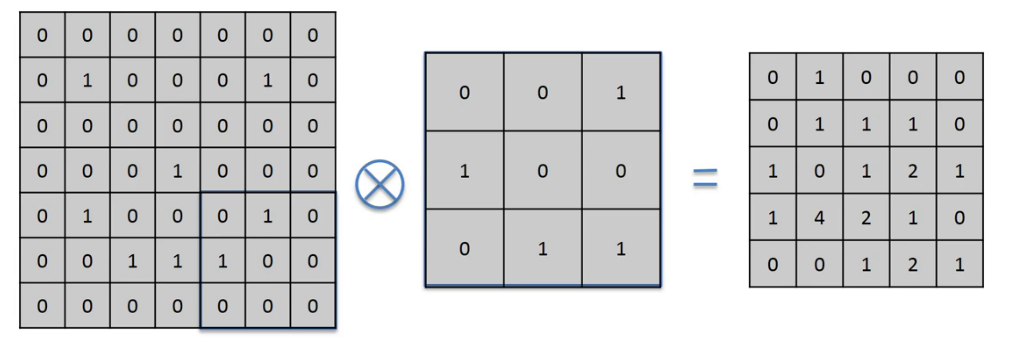 0 0 0 0 0 0 0
0 1 0 0 0 1 0
0 0 0 0 0 0 0
0 0 0 1 0 0 0
0 1 0 0 0 1 0
0 0 1 1 1 0 0
0 0 0 0 0 0 0
⊗
0 0 1
1 0 0
0 1 1
=
0 1 0 0 0
0 1 1 1 0
1 0 1 2 1
1 4 2 1 0
0 0 1 2 1